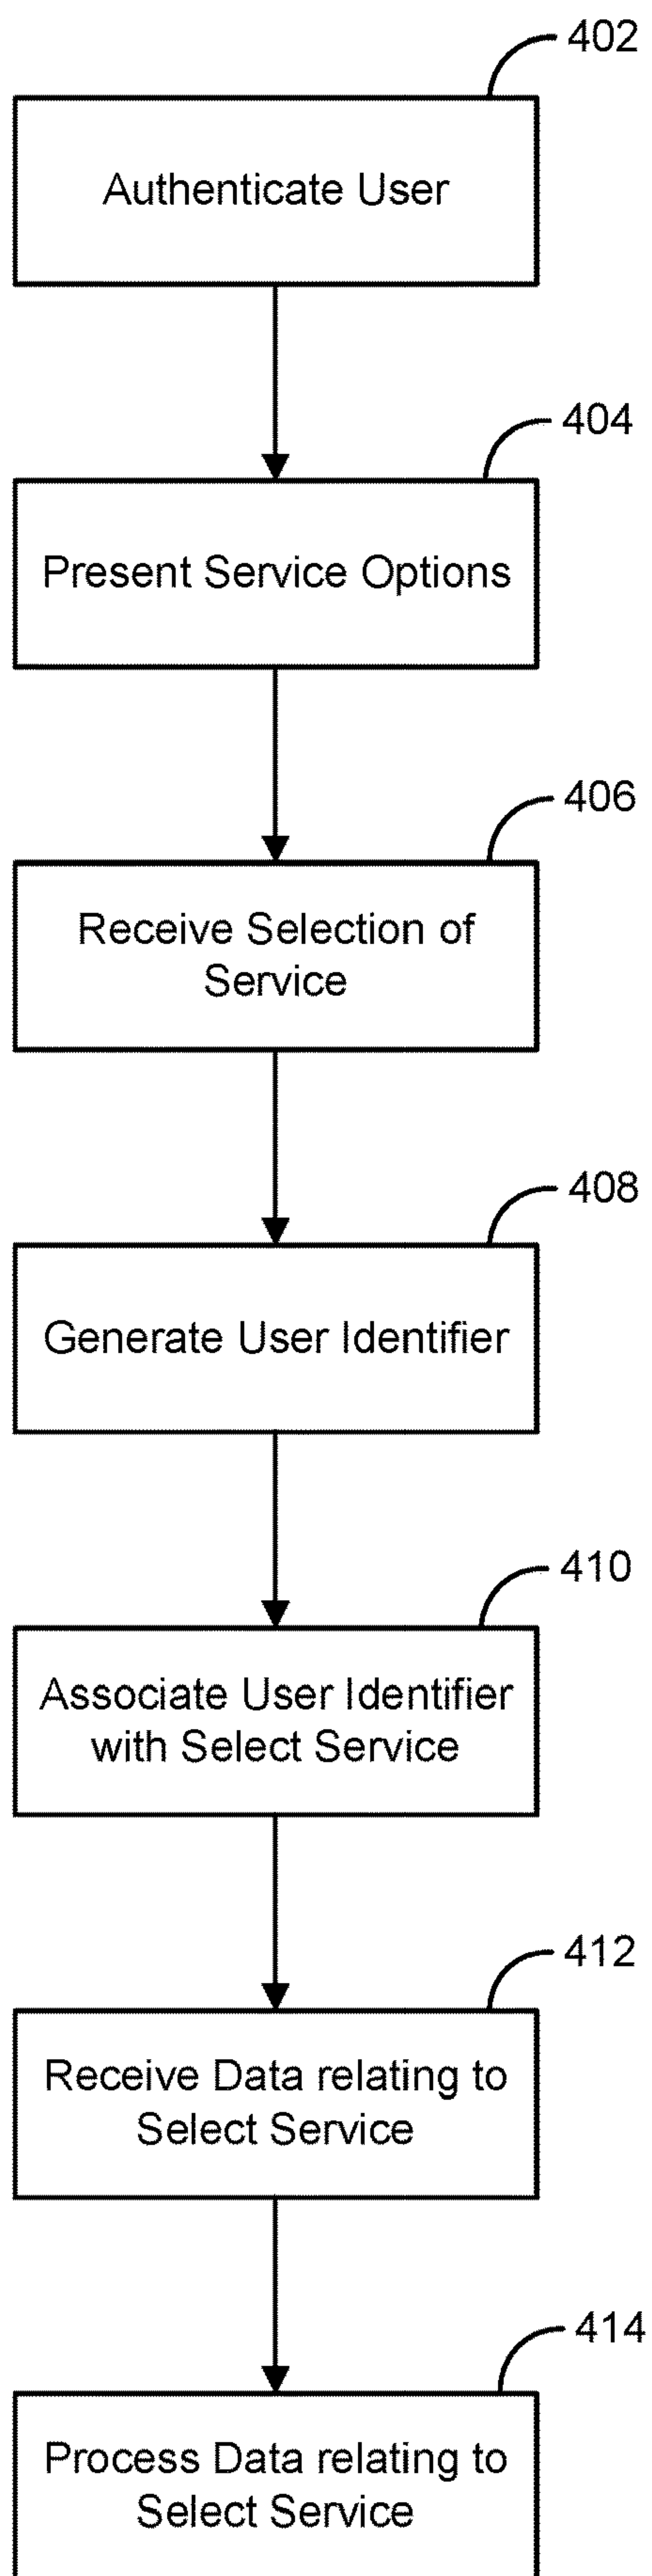 402
Authenticate User
404
Present Service Options
406
Receive Selection of
Service
408
Generate User Identifier
410
Associate User Identifier
with Select Service
412
Receive Data relating to
Select Service
414
Process Data relating to
Select Service